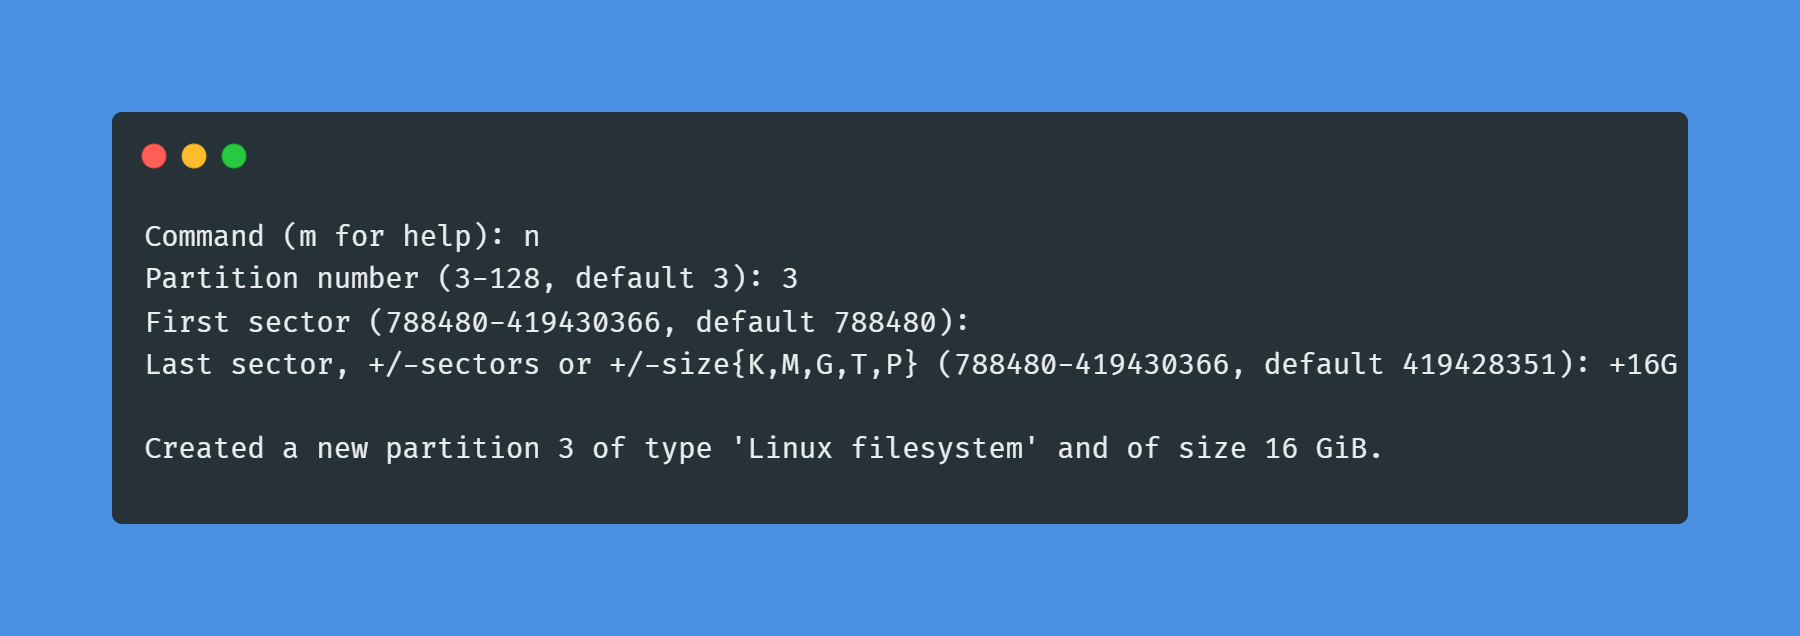 Command (m for help): n
Partition number (3-128, default 3): 3
First sector (788480-419430366, default 788480):
Last sector, +/-sectors or +/-size{K,M,G,T,P} (788480-419430366, default 419428351): +16G
Created a new partition 3 of type 'Linux filesystem' and of size 16 GiB.